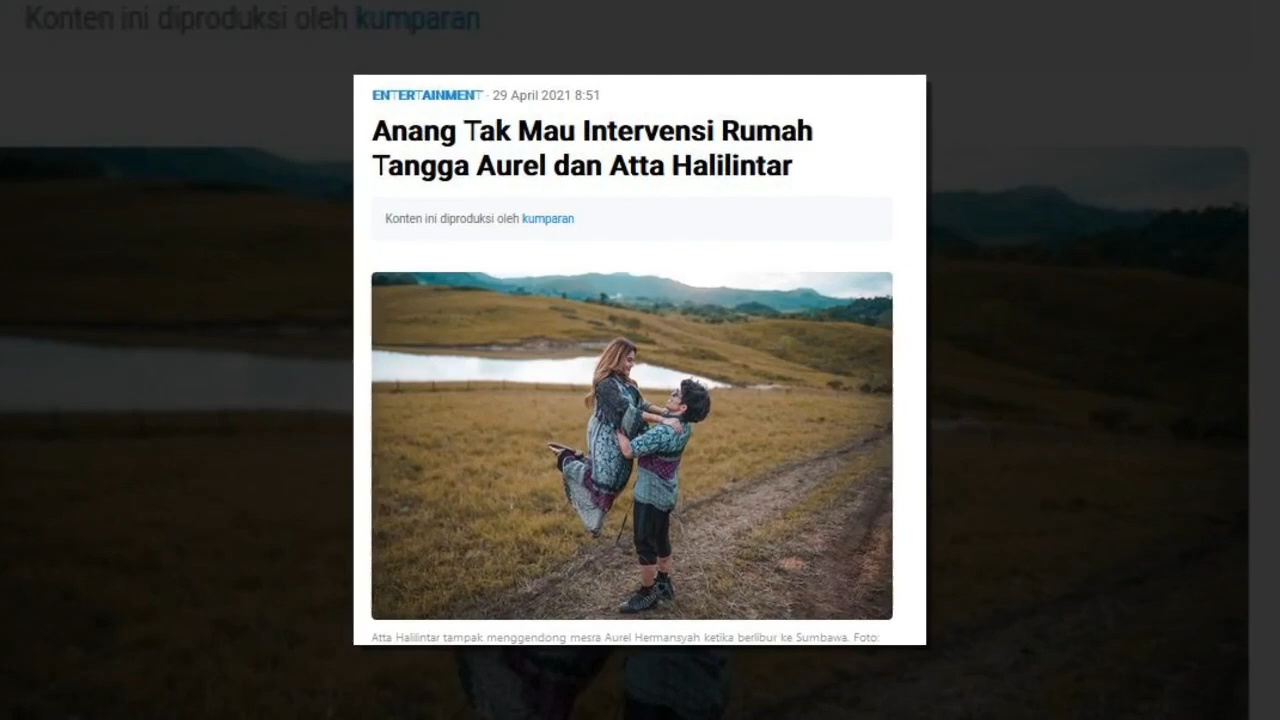 Konten ini diproduksi oleh kumparan
ENTERTAINMENT · 29 April 2021 8:51
Anang Tak Mau Intervensi Rumah
Tangga Aurel dan Atta Halilintar
Konten ini diproduksi oleh kumparan
Atta Halilintar tampak menggendong mesra Aurel Hermansyah ketika berlibur ke Sumbawa. Foto: